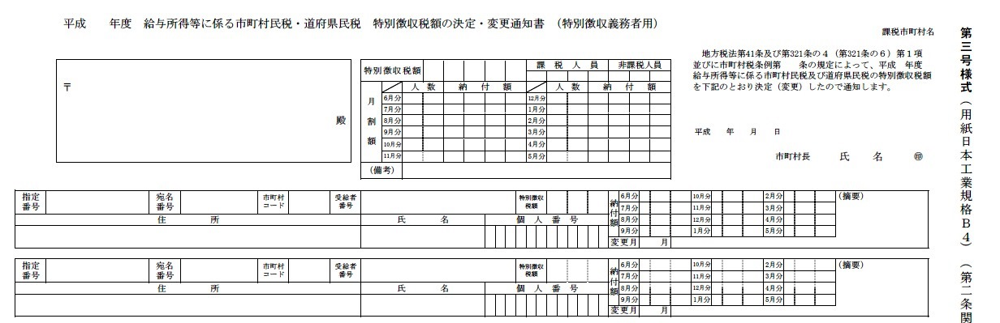 平成　　年度　給与所得等に係る市町村民税・道府県民税　特別徴収税額の決定・変更通知書　（特別徴収義務者用）
課税市町村名
地方税法第41条及び第321条の４（第321条の６）第１項
並びに市町村税条例第　　条の規定によって、平成　年度
給与所得等に係る市町村民税及び道府県民税の特別徴収税額
を下記のとおり決定（変更）したので通知します。
平成　　年　　月　　日
市町村長　　氏　　名　　㊞
〒
殿
特別徴収税額　課税人員　非課税人員
人数　納付額　人数　納付額
月割額
6月分　12月分
7月分　1月分
8月分　2月分
9月分　3月分
10月分　4月分
11月分　5月分
（備考）
指定番号　宛名番号　市町村コード　受給者番号　特別徴収税額
住所　氏名　個人番号
納付額
6月分　10月分　2月分
7月分　11月分　3月分
8月分　12月分　4月分
9月分　1月分　5月分
変更月　月
（摘要）
指定番号　宛名番号　市町村コード　受給者番号　特別徴収税額
住所　氏名　個人番号
納付額
6月分　10月分　2月分
7月分　11月分　3月分
8月分　12月分　4月分
9月分　1月分　5月分
変更月　月
（摘要）
第三号様式（用紙日本工業規格Ｂ４）（第二条関